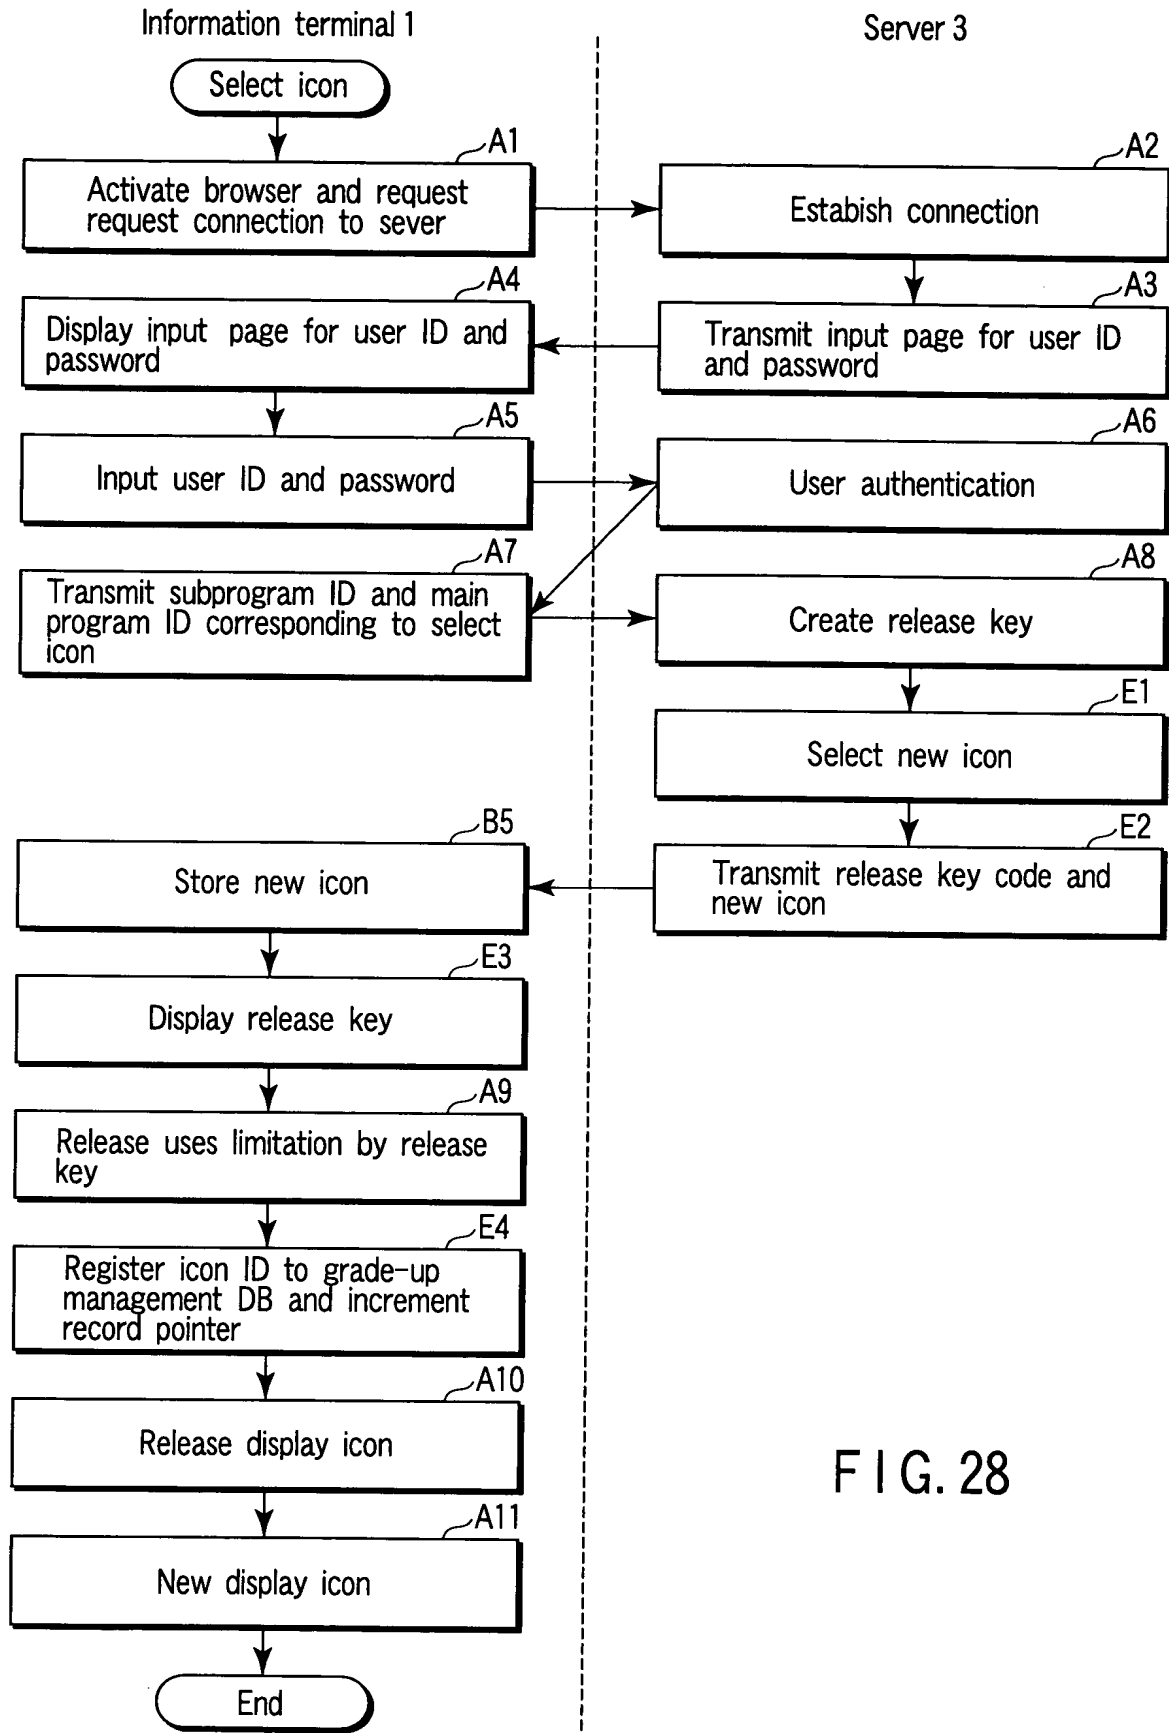 Information terminal 1
Server 3
Select icon
A1
Activate browser and request
request connection to sever
A2
Estabish connection
A4
Display input page for user ID and
password
A3
Transmit input page for user ID
and password
A5
Input user ID and password
A6
User authentication
A7
Transmit subprogram ID and main
program ID corresponding to select
icon
A8
Create release key
E1
Select new icon
B5
Store new icon
E2
Transmit release key code and
new icon
E3
Display release key
A9
Release uses limitation by release
key
E4
Register icon ID to grade-up
management DB and increment
record pointer
A10
Release display icon
A11
New display icon
End
FIG. 28